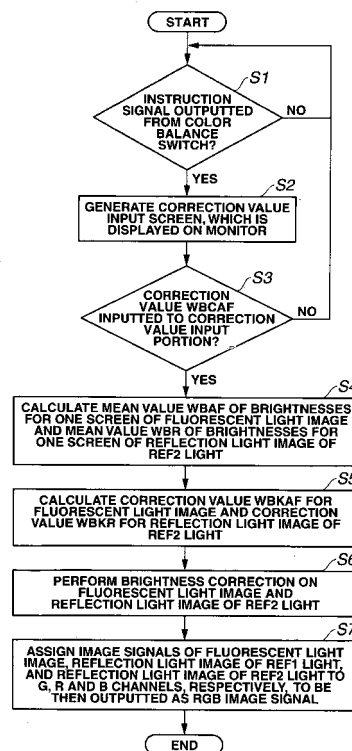 START
S1
INSTRUCTION
SIGNAL OUTPUTTED
FROM COLOR
BALANCE
SWITCH?
NO
YES
S2
GENERATE CORRECTION VALUE
INPUT SCREEN, WHICH IS
DISPLAYED ON MONITOR
S3
CORRECTION
VALUE WBCAF
INPUTTED TO CORRECTION
VALUE INPUT
PORTION?
NO
YES
S4
CALCULATE MEAN VALUE WBAF OF BRIGHTNESSES
FOR ONE SCREEN OF FLUORESCENT LIGHT IMAGE
AND MEAN VALUE WBR OF BRIGHTNESSES FOR
ONE SCREEN OF REFLECTION LIGHT IMAGE OF
REF2 LIGHT
S5
CALCULATE CORRECTION VALUE WBKAF FOR
FLUORESCENT LIGHT IMAGE AND CORRECTION
VALUE WBKR FOR REFLECTION LIGHT IMAGE OF
REF2 LIGHT
S6
PERFORM BRIGHTNESS CORRECTION ON
FLUORESCENT LIGHT IMAGE AND
REFLECTION LIGHT IMAGE OF REF2 LIGHT
S7
ASSIGN IMAGE SIGNALS OF FLUORESCENT LIGHT
IMAGE, REFLECTION LIGHT IMAGE OF REF1 LIGHT,
AND REFLECTION LIGHT IMAGE OF REF2 LIGHT TO
G, R AND B CHANNELS, RESPECTIVELY, TO BE
THEN OUTPUTTED AS RGB IMAGE SIGNAL
END